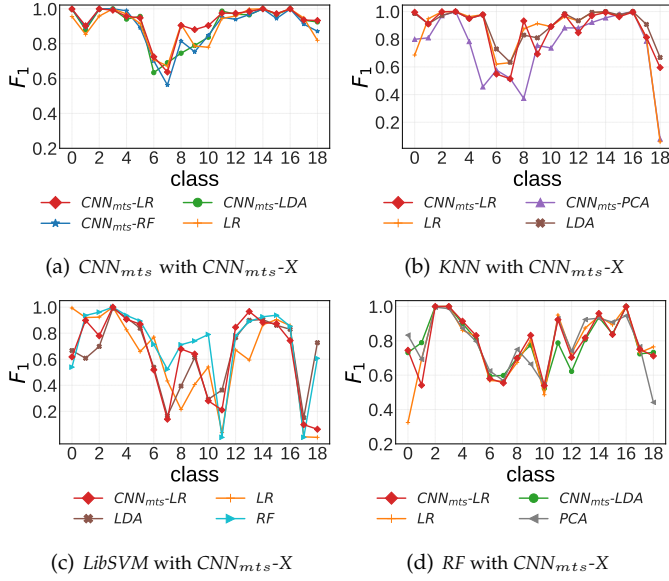 1.0
0.8
0.6
0.4
0.2
F1
0 2 4 6 8 10 12 14 16 18
class
CNNmts-LR
CNNmts-LDA
CNNmts-RF
LR
(a) CNNmts with CNNmts-X
1.0
0.8
0.6
0.4
0.2
F1
0 2 4 6 8 10 12 14 16 18
class
CNNmts-LR
CNNmts-PCA
LR
LDA
(b) KNN with CNNmts-X
1.0
0.8
0.6
0.4
0.2
F1
0 2 4 6 8 10 12 14 16 18
class
CNNmts-LR
LR
LDA
RF
(c) LibSVM with CNNmts-X
1.0
0.8
0.6
0.4
0.2
F1
0 2 4 6 8 10 12 14 16 18
class
CNNmts-LR
CNNmts-LDA
LR
PCA
(d) RF with CNNmts-X